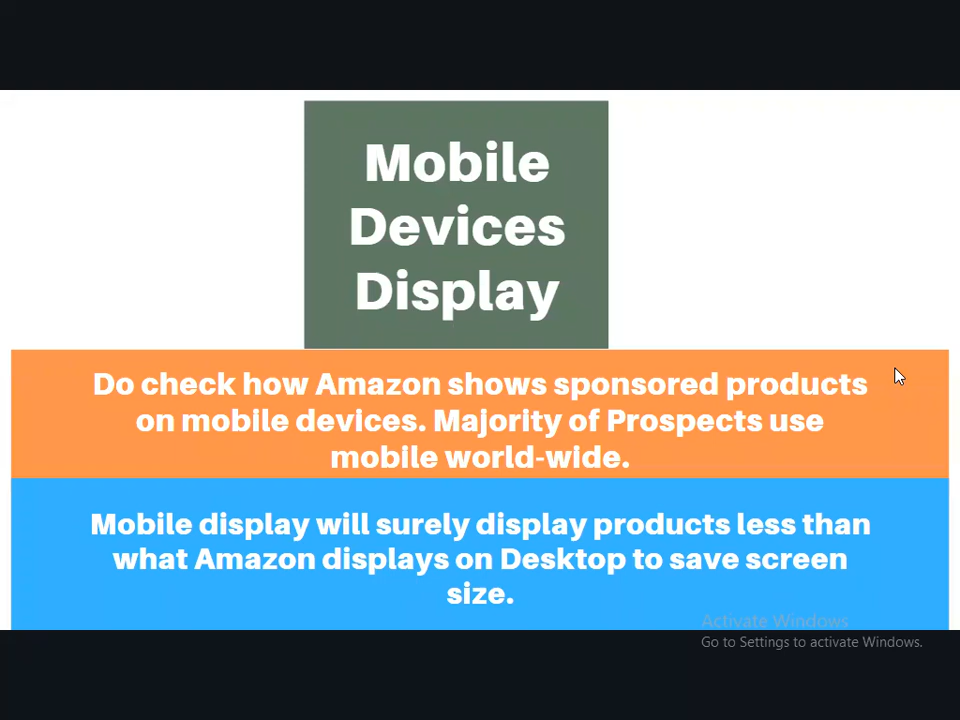 Mobile
Devices
Display
Do check how Amazon shows sponsored products
on mobile devices. Majority of Prospects use
mobile world-wide.
Mobile display will surely display products less than
what Amazon displays on Desktop to save screen
size.
Activate Windows
Go to Settings to activate Windows.